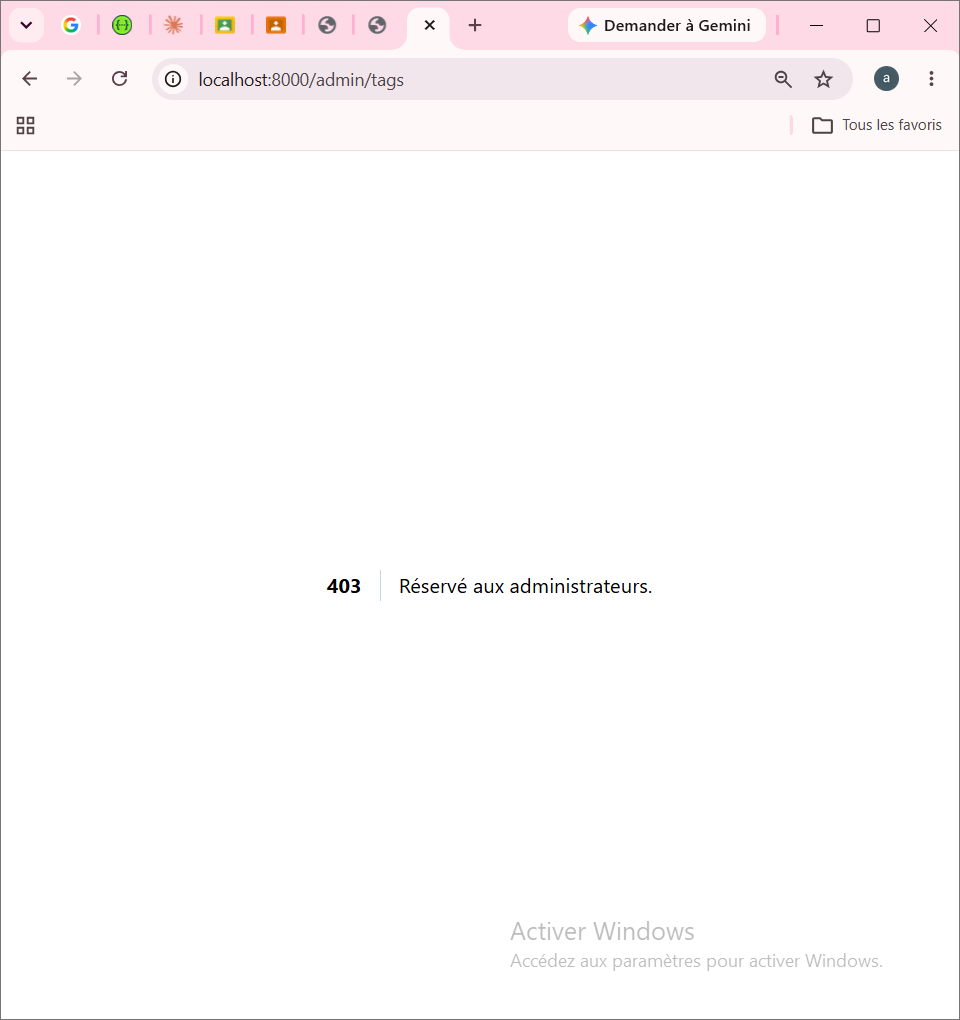 Demander à Gemini
localhost:8000/admin/tags
a
Tous les favoris
403 Réservé aux administrateurs.
Activer Windows
Accédez aux paramètres pour activer Windows.